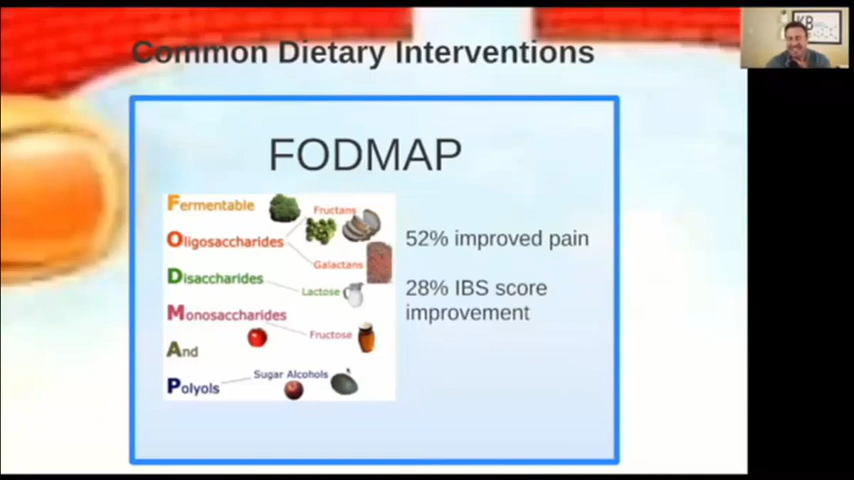 Common Dietary Interventions
FODMAP
Fermentable
Fructans
Oligosaccharides
Galactans
Disaccharides
Lactose
Monosaccharides
Fructose
And
Sugar Alcohols
Polyols
52% improved pain
28% IBS score
improvement
KB